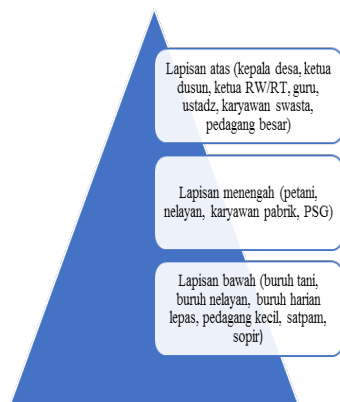 Lapisan atas (kepala desa, ketua
dusun, ketua RW/RT, guru,
ustadz, karyawan swasta,
pedagang besar)
Lapisan menengah (petani,
nelayan, karyawan pabrik, PSG)
Lapisan bawah (buruh tani,
buruh nelayan, buruh harian
lepas, pedagang kecil, satpam,
sopir)